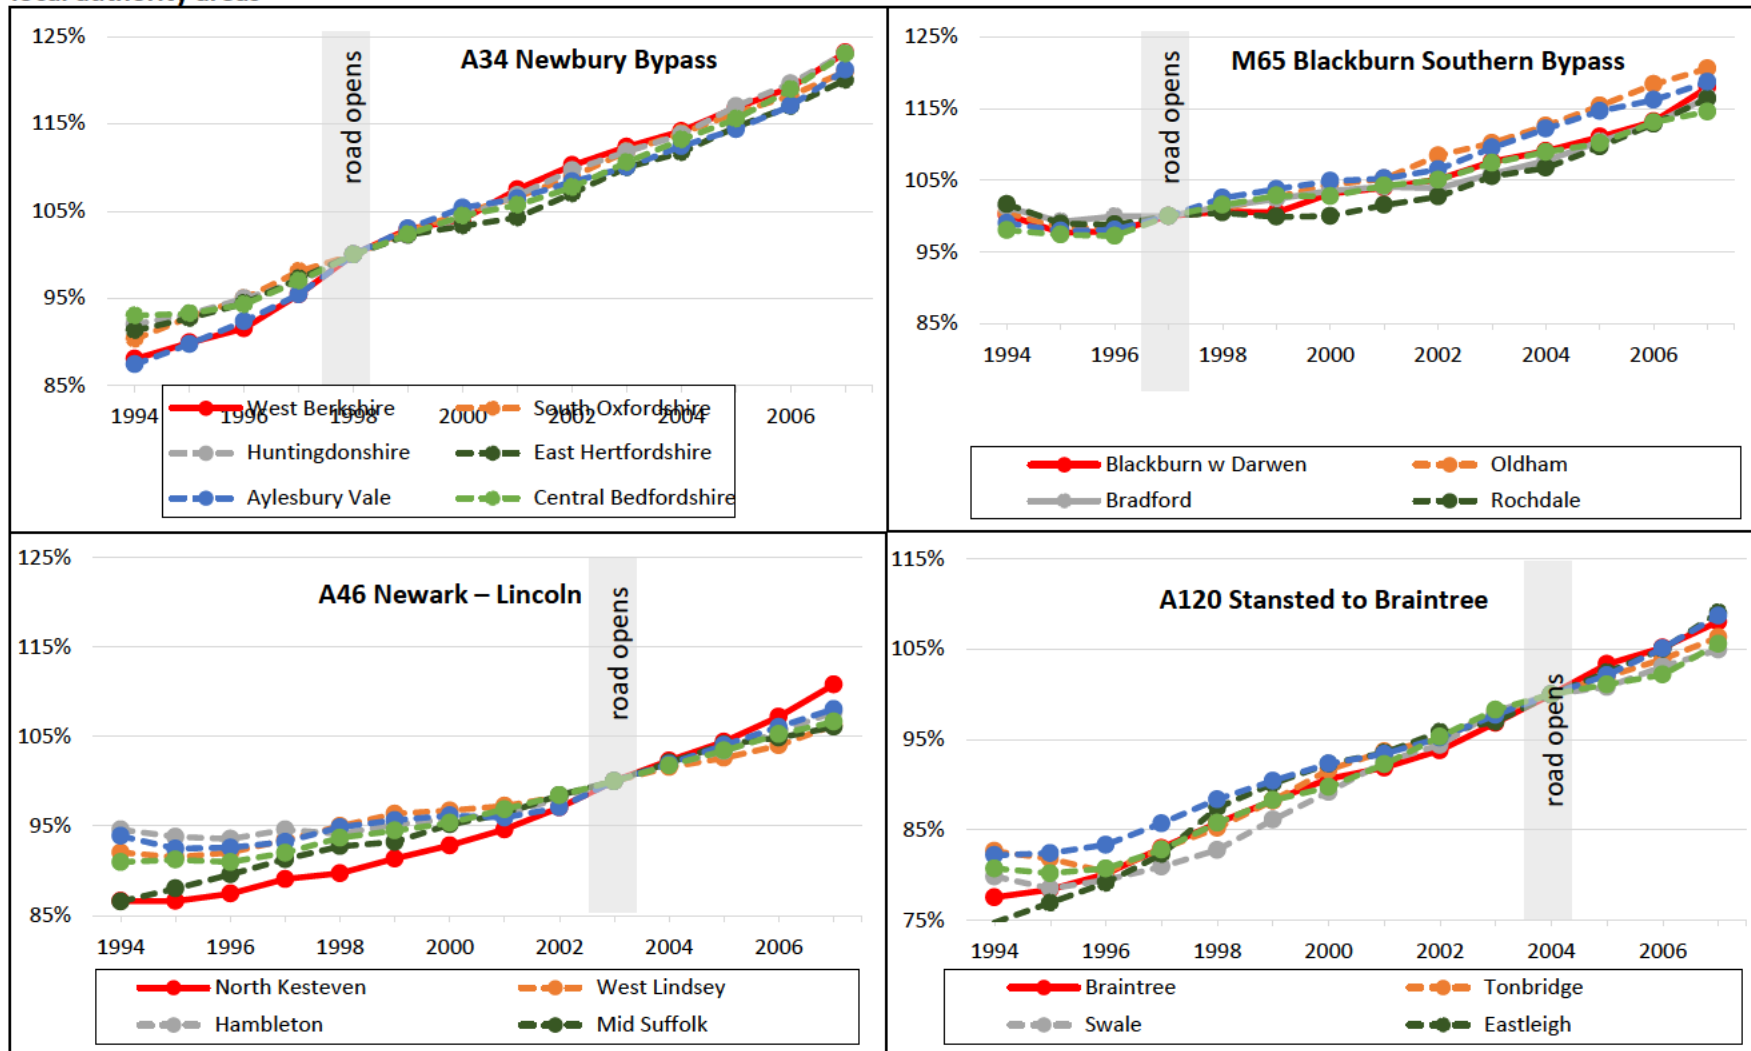 local authority areas
A34 Newbury Bypass
125%
115%
105%
95%
85%
road opens
1994 1996 1998 2000 2002 2004 2006
West Berkshire South Oxfordshire
Huntingdonshire East Hertfordshire
Aylesbury Vale Central Bedfordshire
M65 Blackburn Southern Bypass
125%
115%
105%
95%
85%
road opens
1994 1996 1998 2000 2002 2004 2006
Blackburn w Darwen Oldham
Bradford Rochdale
A46 Newark – Lincoln
125%
115%
105%
95%
85%
road opens
1994 1996 1998 2000 2002 2004 2006
North Kesteven West Lindsey
Hambleton Mid Suffolk
A120 Stansted to Braintree
115%
105%
95%
85%
75%
road opens
1994 1996 1998 2000 2002 2004 2006
Braintree Tonbridge
Swale Eastleigh